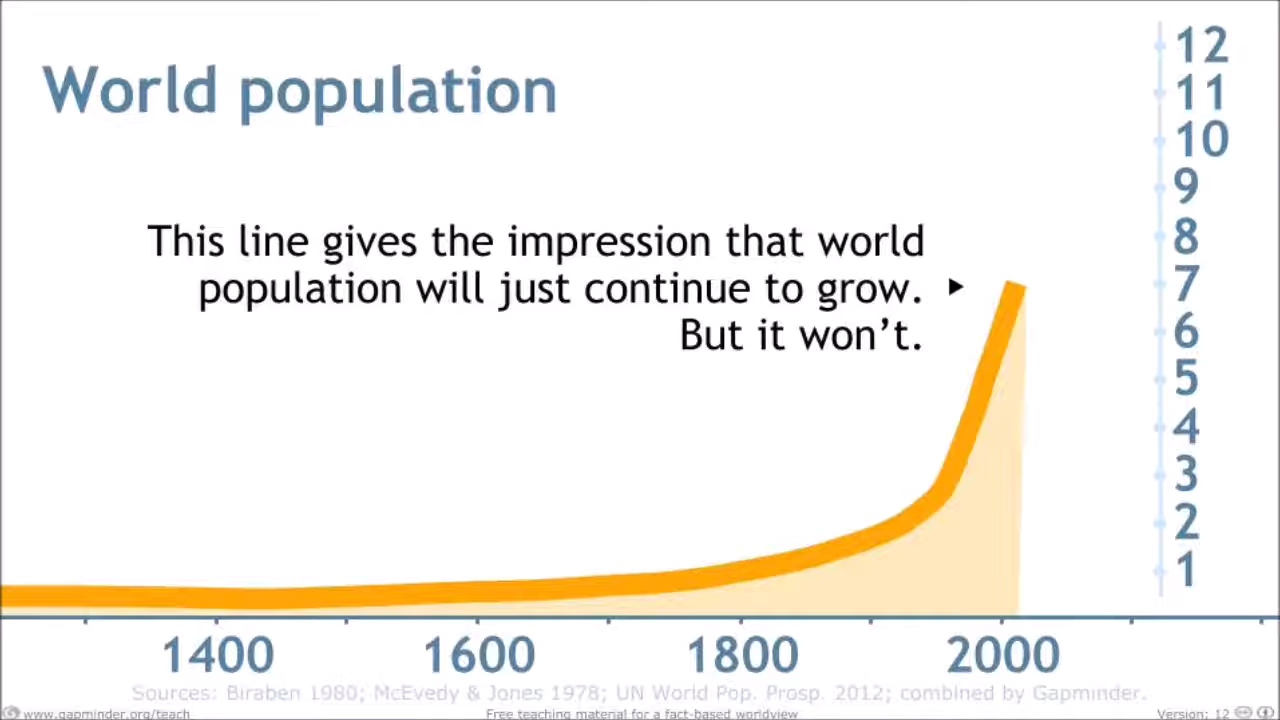 World population
12
11
10
9
8
7
6
5
4
3
2
1
This line gives the impression that world
population will just continue to grow.
But it won’t.
1400 1600 1800 2000
Sources: Biraben 1980; McEvedy & Jones 1978; UN World Pop. Prosp. 2012; combined by Gapminder.
www.gapminder.org/teach Free teaching material for a fact-based worldview Version: 12